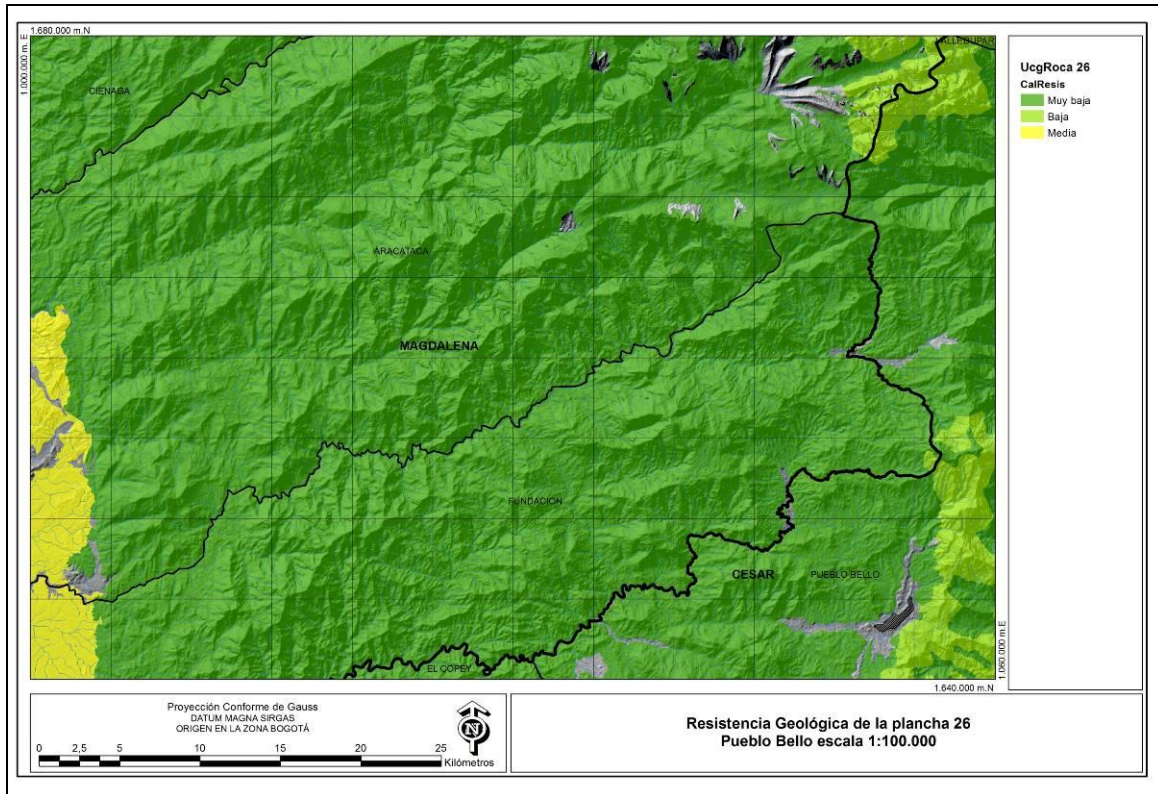 1.680.000 m.N
1.000.000 m. E
VALLEDUPAR
CIENAGA
ARACATACA
MAGDALENA
FUNDACION
CESAR
PUEBLO BELLO
EL COPEY
1.060.000 m.E
1.640.000 m.N
UcgRoca 26
CalResis
Muy baja
Baja
Media
Proyección Conforme de Gauss
DATUM MAGNA SIRGAS
ORIGEN EN LA ZONA BOGOTÁ
N
0 2,5 5 10 15 20 25
Kilómetros
Resistencia Geológica de la plancha 26
Pueblo Bello escala 1:100.000